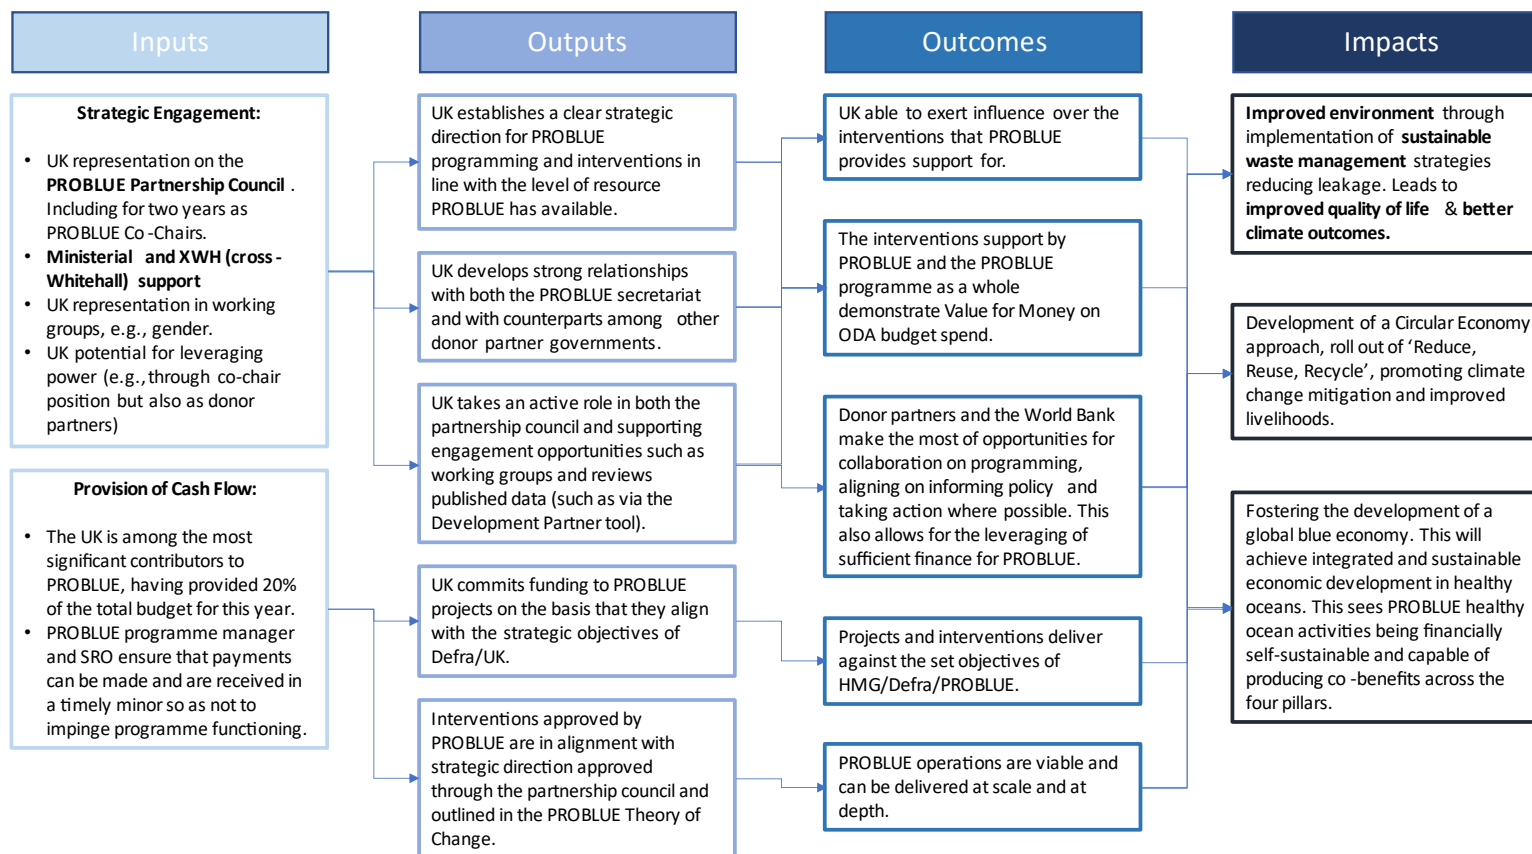 Inputs
Outputs
Outcomes
Impacts
Strategic Engagement:
• UK representation on the
PROBLUE Partnership Council .
Including for two years as
PROBLUE Co -Chairs.
• Ministerial and XWH (cross -
Whitehall) support
• UK representation in working
groups, e.g., gender.
• UK potential for leveraging
power (e.g., through co-chair
position but also as donor
partners)
Provision of Cash Flow:
• The UK is among the most
significant contributors to
PROBLUE, having provided 20%
of the total budget for this year.
• PROBLUE programme manager
and SRO ensure that payments
can be made and are received in
a timely minor so as not to
impinge programme functioning.
UK establishes a clear strategic
direction for PROBLUE
programming and interventions in
line with the level of resource
PROBLUE has available.
UK develops strong relationships
with both the PROBLUE secretariat
and with counterparts among other
donor partner governments.
UK takes an active role in both the
partnership council and supporting
engagement opportunities such as
working groups and reviews
published data (such as via the
Development Partner tool).
UK commits funding to PROBLUE
projects on the basis that they align
with the strategic objectives of
Defra/UK.
Interventions approved by
PROBLUE are in alignment with
strategic direction approved
through the partnership council and
outlined in the PROBLUE Theory of
Change.
UK able to exert influence over the
interventions that PROBLUE
provides support for.
The interventions support by
PROBLUE and the PROBLUE
programme as a whole
demonstrate Value for Money on
ODA budget spend.
Donor partners and the World Bank
make the most of opportunities for
collaboration on programming,
aligning on informing policy and
taking action where possible. This
also allows for the leveraging of
sufficient finance for PROBLUE.
Projects and interventions deliver
against the set objectives of
HMG/Defra/PROBLUE.
PROBLUE operations are viable and
can be delivered at scale and at
depth.
Improved environment through
implementation of sustainable
waste management strategies
reducing leakage. Leads to
improved quality of life & better
climate outcomes.
Development of a Circular Economy
approach, roll out of ‘Reduce,
Reuse, Recycle’, promoting climate
change mitigation and improved
livelihoods.
Fostering the development of a
global blue economy. This will
achieve integrated and sustainable
economic development in healthy
oceans. This sees PROBLUE healthy
ocean activities being financially
self-sustainable and capable of
producing co -benefits across the
four pillars.